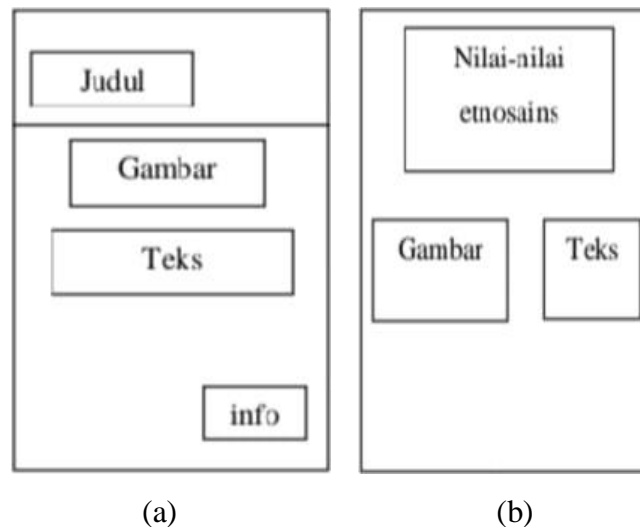 Judul
Gambar
Teks
info
(a)
Nilai-nilai
etnosains
Gambar
Teks
(b)